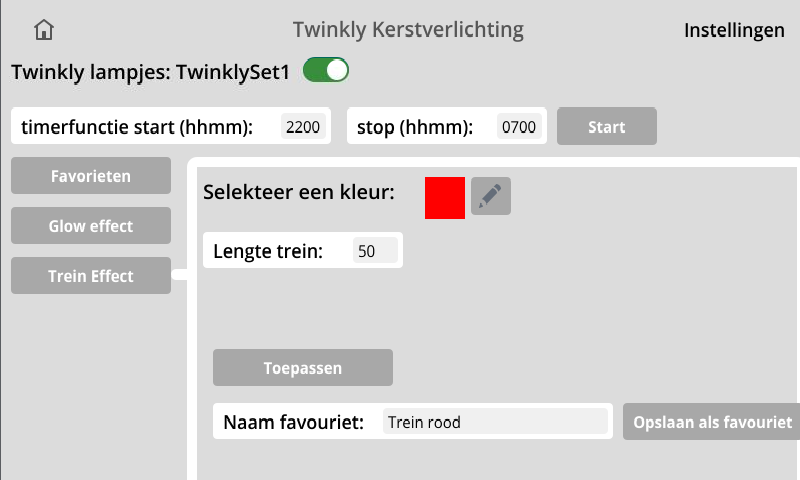 Twinkly Kerstverlichting
Instellingen
Twinkly lampjes: TwinklySet1
timerfunctie start (hhmm): 2200 stop (hhmm): 0700 Start
Favorieten
Selekteer een kleur:
Glow effect
Lengte trein: 50
Trein Effect
Toepassen
Naam favouriet: Trein rood Opslaan als favouriet